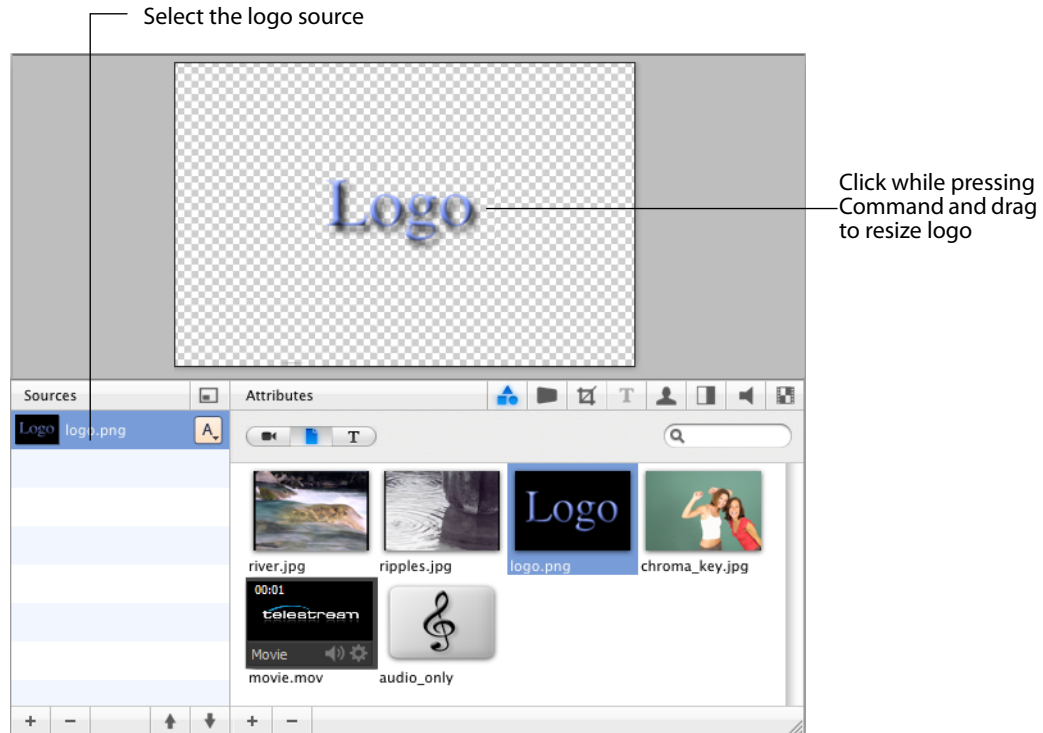 Select the logo source
Logo
Click while pressing
Command and drag
to resize logo
Sources
Attributes
T
Logo logo.png
A
T
Logo
river.jpg
ripples.jpg
logo.png
chroma_key.jpg
00:01
telestream
Movie
movie.mov
audio_only
+ −
+ −